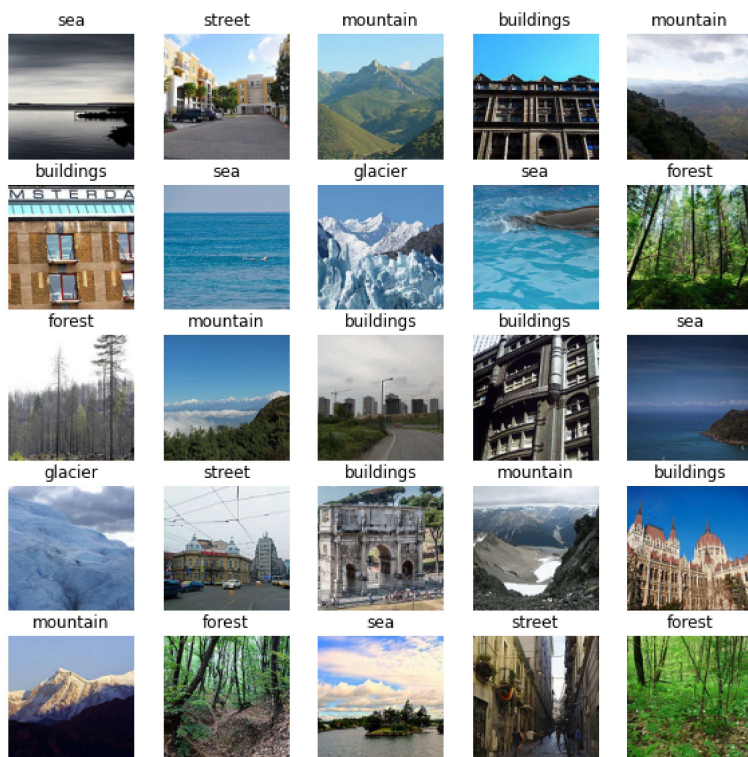 sea street mountain buildings mountain
buildings sea glacier sea forest
MSTERDA
forest mountain buildings buildings sea
glacier street buildings mountain buildings
mountain forest sea street forest